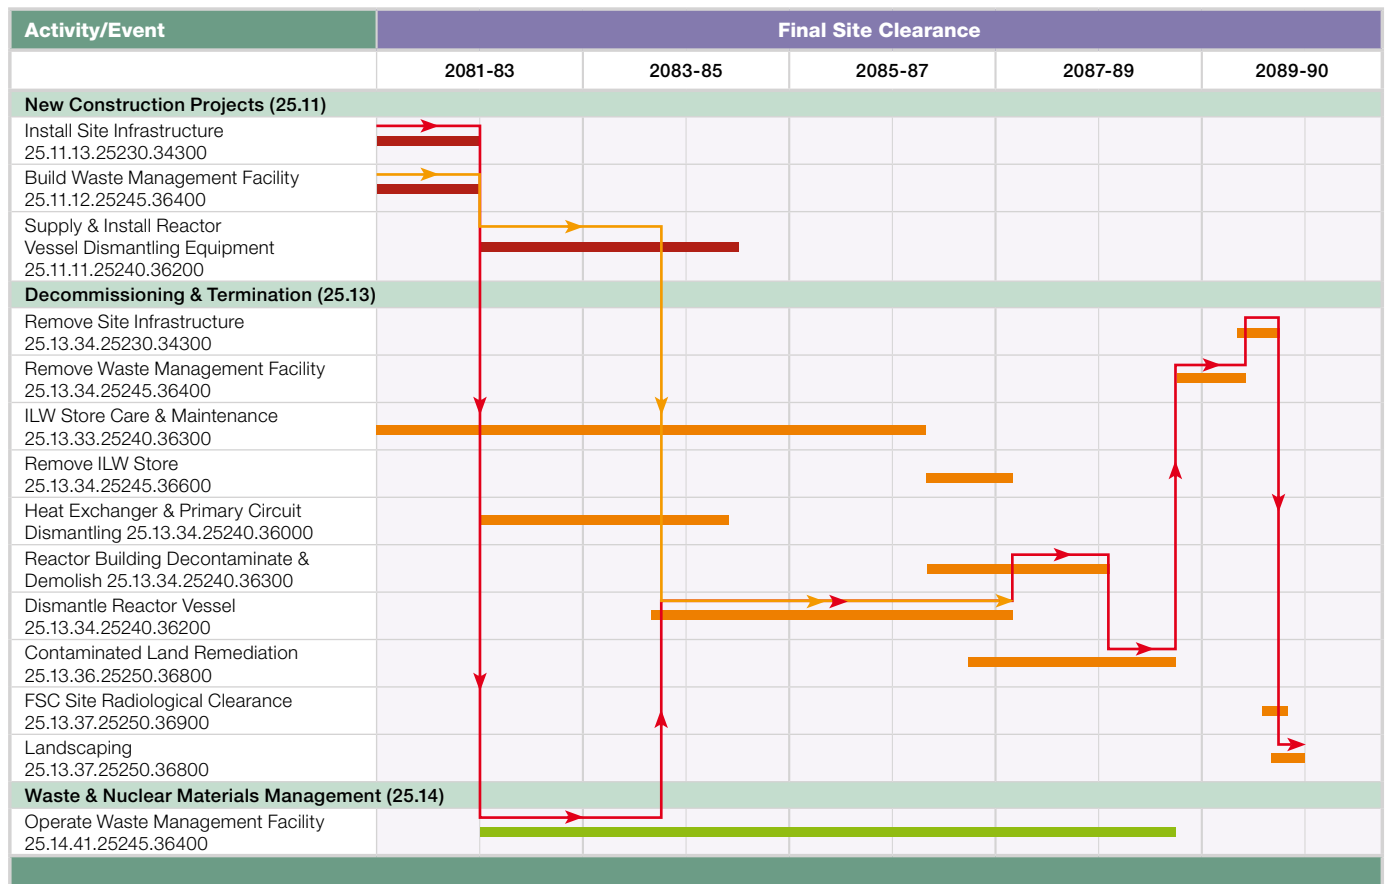 Activity/Event
Final Site Clearance
2081-83
2083-85
2085-87
2087-89
2089-90
New Construction Projects (25.11)
Install Site Infrastructure
25.11.13.25230.34300
Build Waste Management Facility
25.11.12.25245.36400
Supply & Install Reactor
Vessel Dismantling Equipment
25.11.11.25240.36200
Decommissioning & Termination (25.13)
Remove Site Infrastructure
25.13.34.25230.34300
Remove Waste Management Facility
25.13.34.25245.36400
ILW Store Care & Maintenance
25.13.33.25240.36300
Remove ILW Store
25.13.34.25245.36600
Heat Exchanger & Primary Circuit
Dismantling 25.13.34.25240.36000
Reactor Building Decontaminate &
Demolish 25.13.34.25240.36300
Dismantle Reactor Vessel
25.13.34.25240.36200
Contaminated Land Remediation
25.13.36.25250.36800
FSC Site Radiological Clearance
25.13.37.25250.36900
Landscaping
25.13.37.25250.36800
Waste & Nuclear Materials Management (25.14)
Operate Waste Management Facility
25.14.41.25245.36400